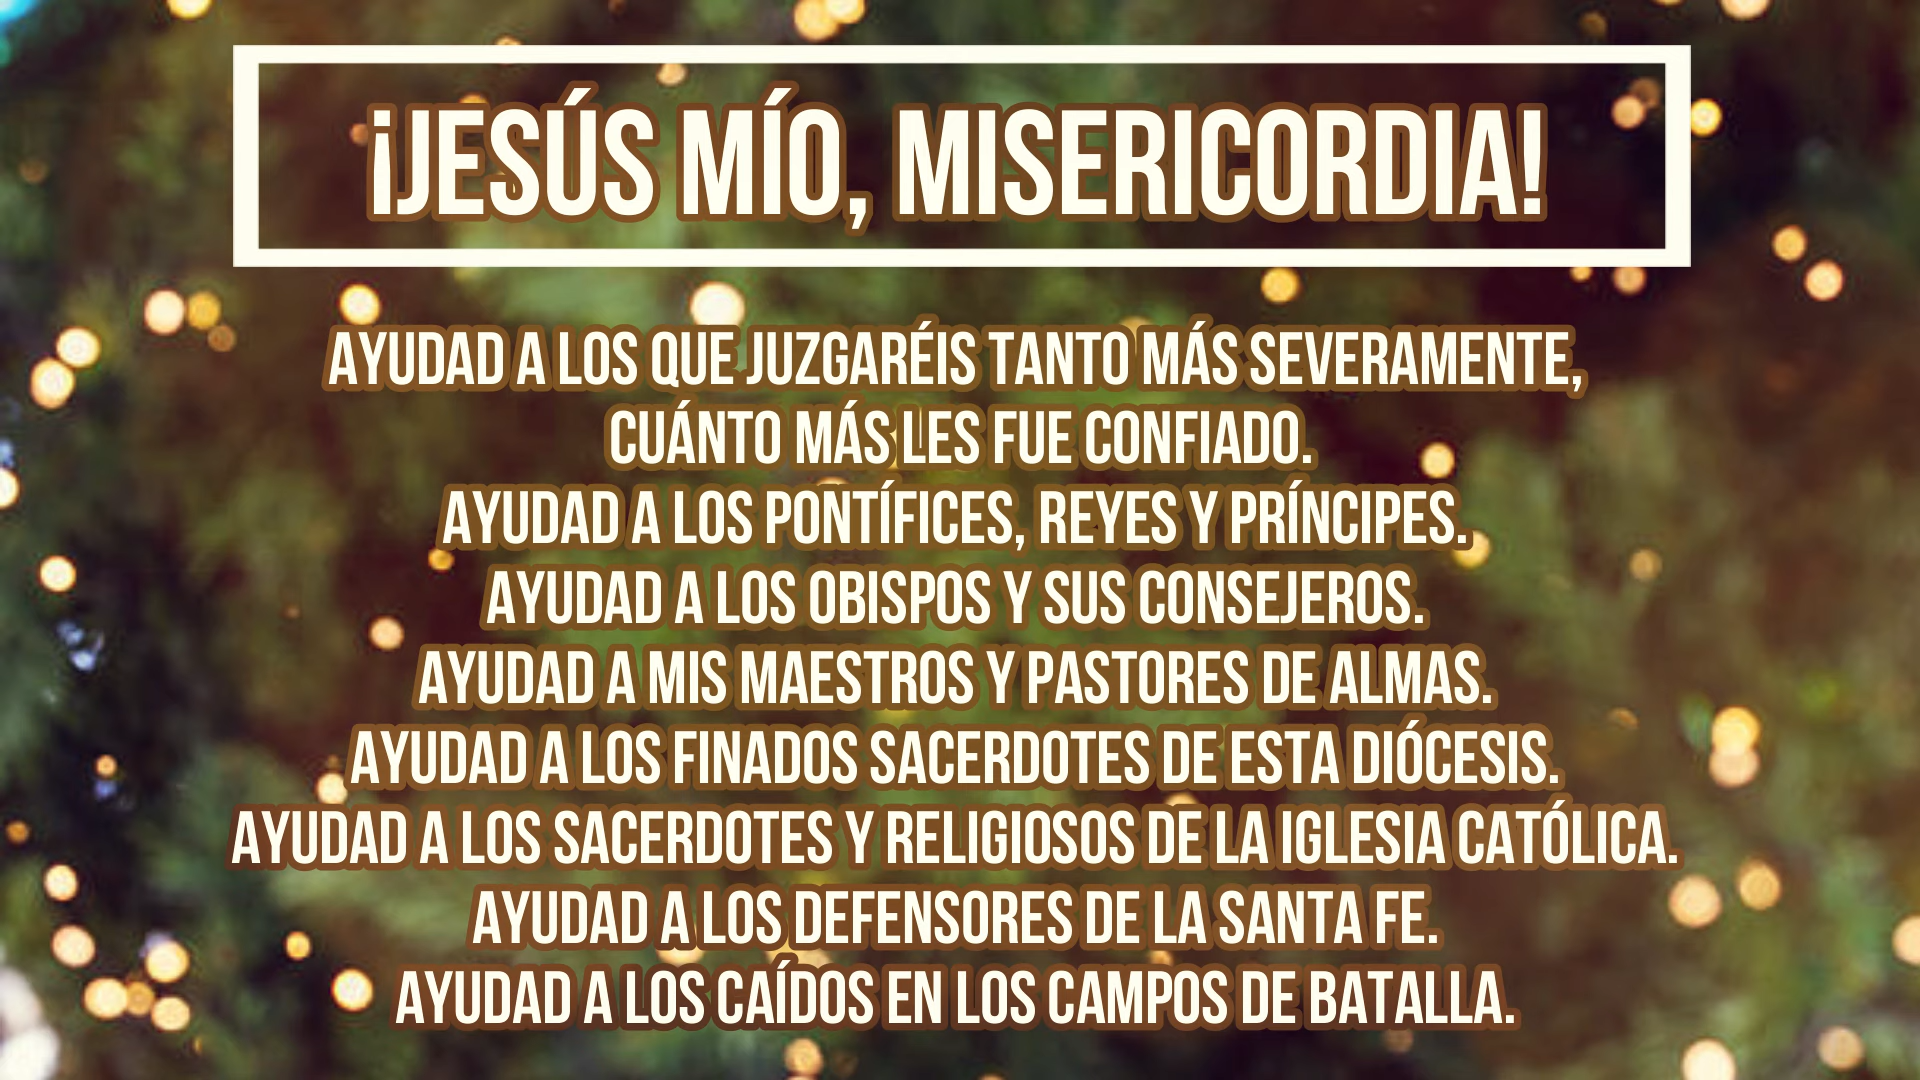 ¡JESÚS MÍO, MISERICORDIA!
AYUDAD A LOS QUE JUZGARÉIS TANTO MÁS SEVERAMENTE,
CUÁNTO MÁS LES FUE CONFIADO.
AYUDAD A LOS PONTÍFICES, REYES Y PRÍNCIPES.
AYUDAD A LOS OBISPOS Y SUS CONSEJEROS.
AYUDAD A MIS MAESTROS Y PASTORES DE ALMAS.
AYUDAD A LOS FINADOS SACERDOTES DE ESTA DIÓCESIS.
AYUDAD A LOS SACERDOTES Y RELIGIOSOS DE LA IGLESIA CATÓLICA.
AYUDAD A LOS DEFENSORES DE LA SANTA FE.
AYUDAD A LOS CAÍDOS EN LOS CAMPOS DE BATALLA.